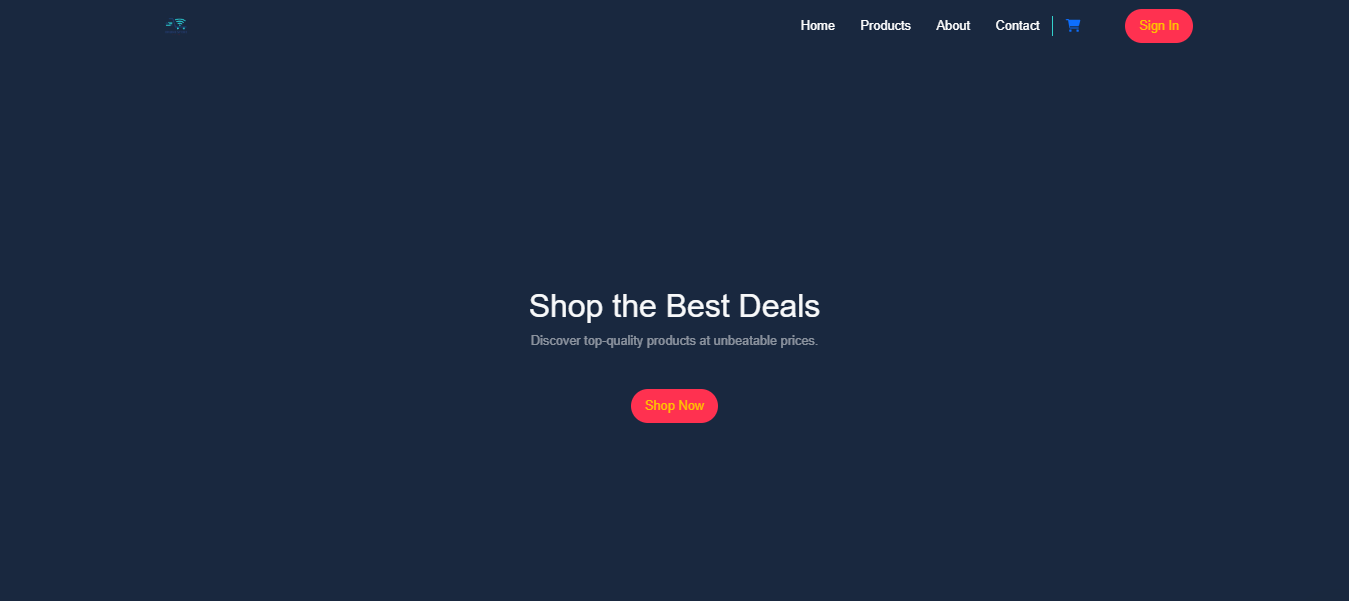 Home Products About Contact Sign In
Shop the Best Deals
Discover top-quality products at unbeatable prices.
Shop Now